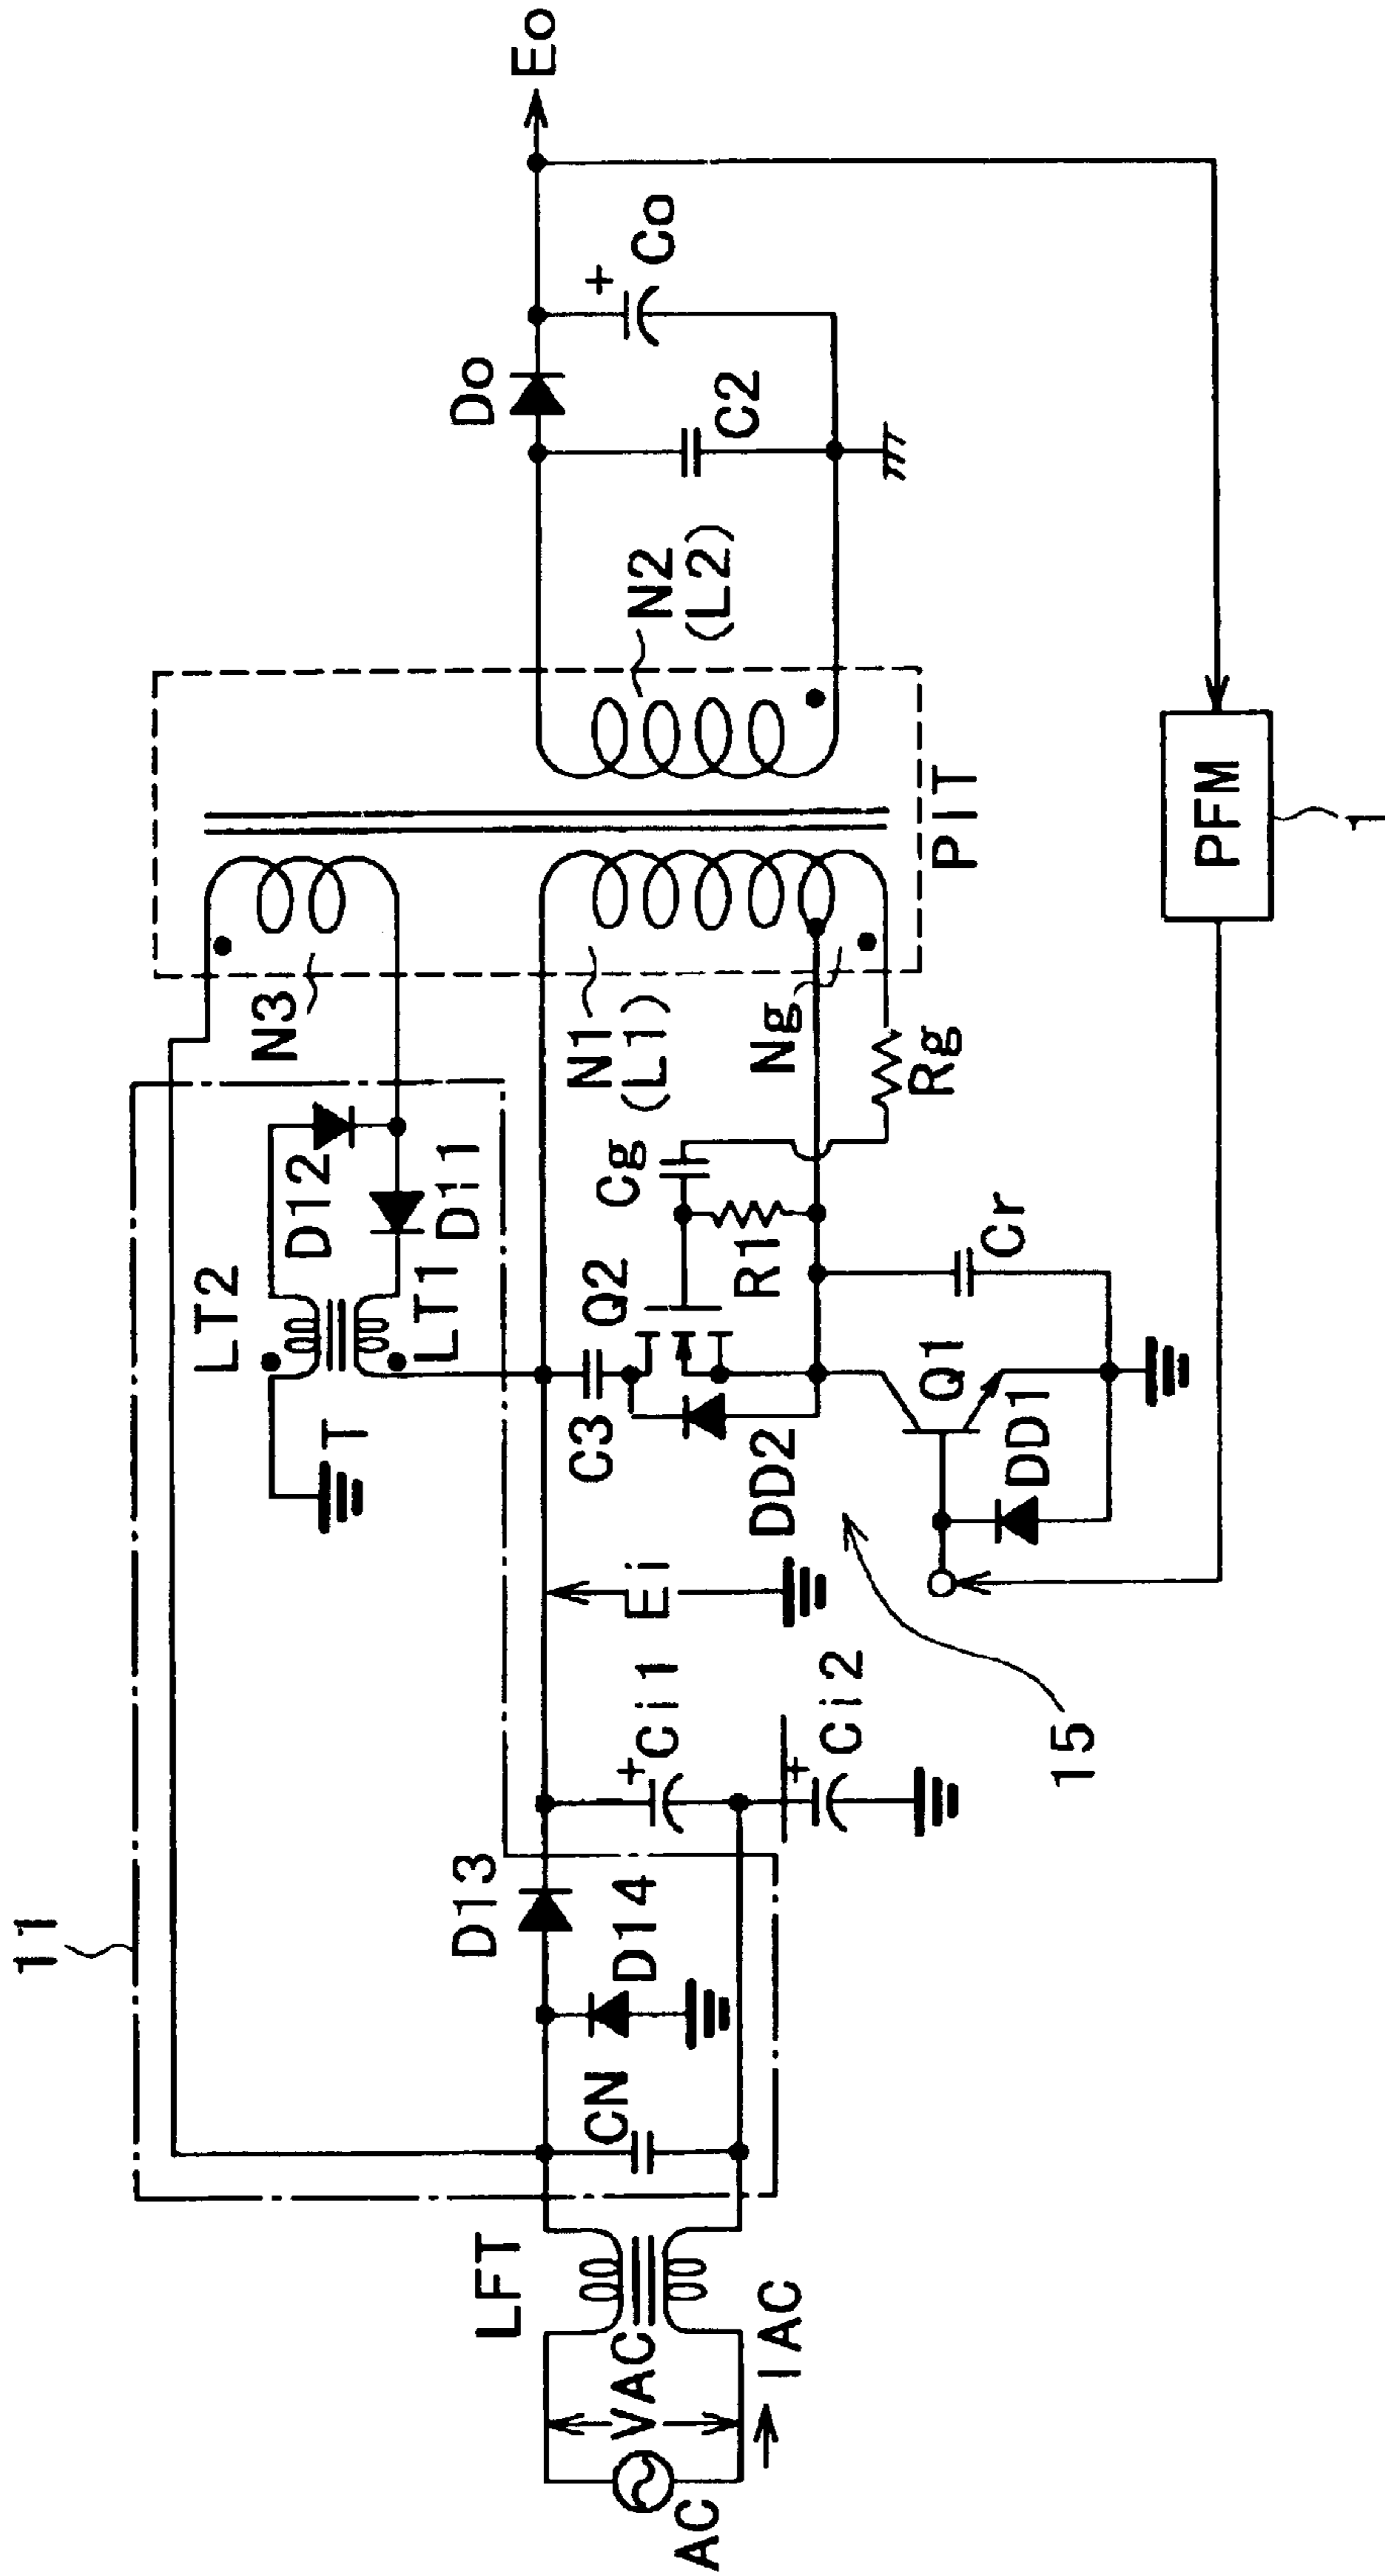 11
LT2
T
D12
N3
LT1
D11
LFT
D13
Do
Eo
AC
VAC
IAC
CN
D14
Ci1
Ci2
Ei
C3
Q2
Cg
N1
(L1)
N2
(L2)
C2
+
Co
+
+
DD2
R1
Ng
Rg
PIT
15
Q1
DD1
Cr
PFM
1